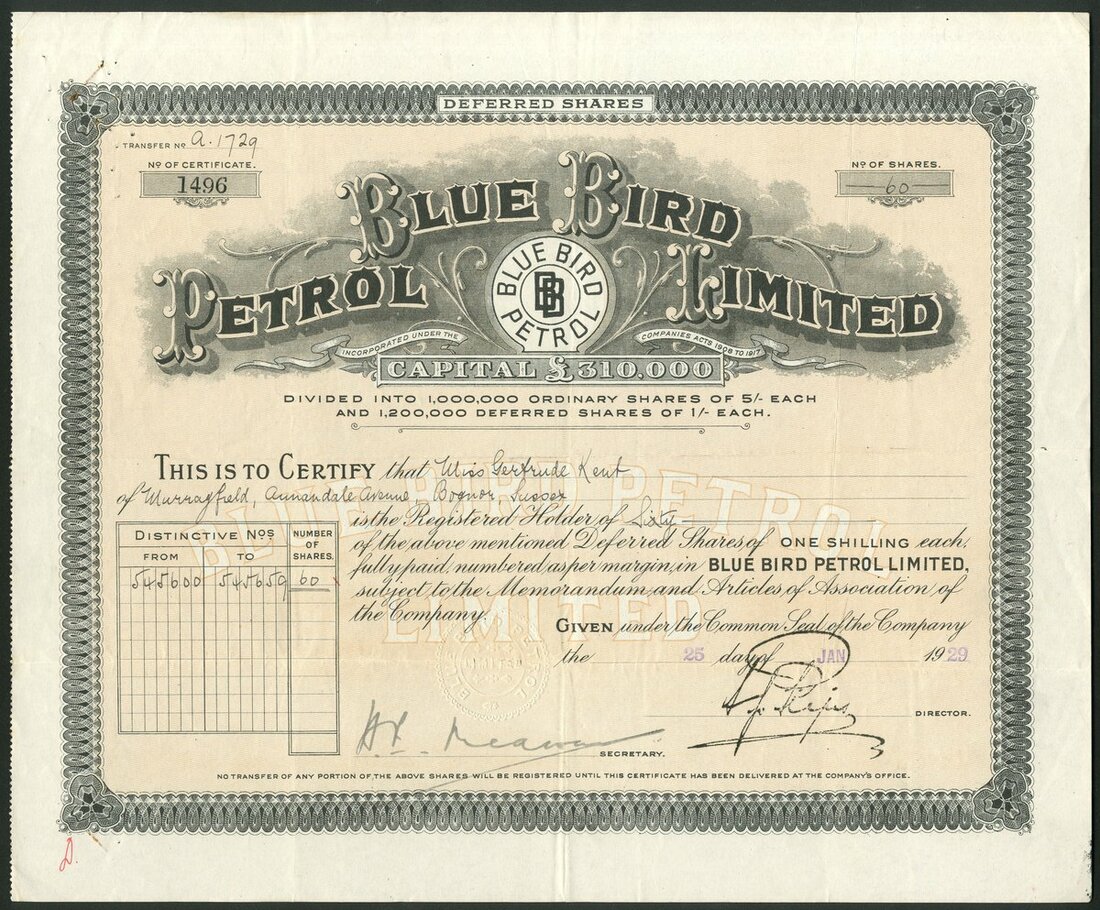 DEFERRED SHARES
TRANSFER No a.1729
No OF CERTIFICATE.
1496
No OF SHARES.
60
BLUE BIRD
PETROL LIMITED
BLUE BIRD
BB
PETROL
INCORPORATED UNDER THE COMPANIES ACTS 1908 TO 1917
CAPITAL £310,000
DIVIDED INTO 1,000,000 ORDINARY SHARES OF 5/- EACH
AND 1,200,000 DEFERRED SHARES OF 1/- EACH.
BLUE BIRD PETROL
LIMITED
THIS IS TO CERTIFY that Miss Gertrude Kent
of Murrayfield, Annandale Avenue, Bognor, Sussex
is the Registered Holder of Sixty
of the above mentioned Deferred Shares of ONE SHILLING each,
fully paid, numbered as per margin, in BLUE BIRD PETROL LIMITED,
subject to the Memorandum and Articles of Association of
the Company.
DISTINCTIVE Nos
NUMBER OF SHARES.
FROM TO
545600 545659 60
GIVEN under the Common Seal of the Company
the 25 day of JAN 1929
DIRECTOR.
SECRETARY.
NO TRANSFER OF ANY PORTION OF THE ABOVE SHARES WILL BE REGISTERED UNTIL THIS CERTIFICATE HAS BEEN DELIVERED AT THE COMPANY'S OFFICE.
D.